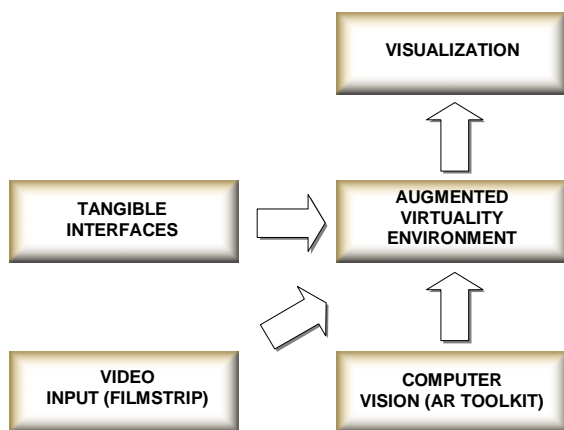 VISUALIZATION
TANGIBLE
INTERFACES
AUGMENTED
VIRTUALITY
ENVIRONMENT
VIDEO
INPUT (FILMSTRIP)
COMPUTER
VISION (AR TOOLKIT)